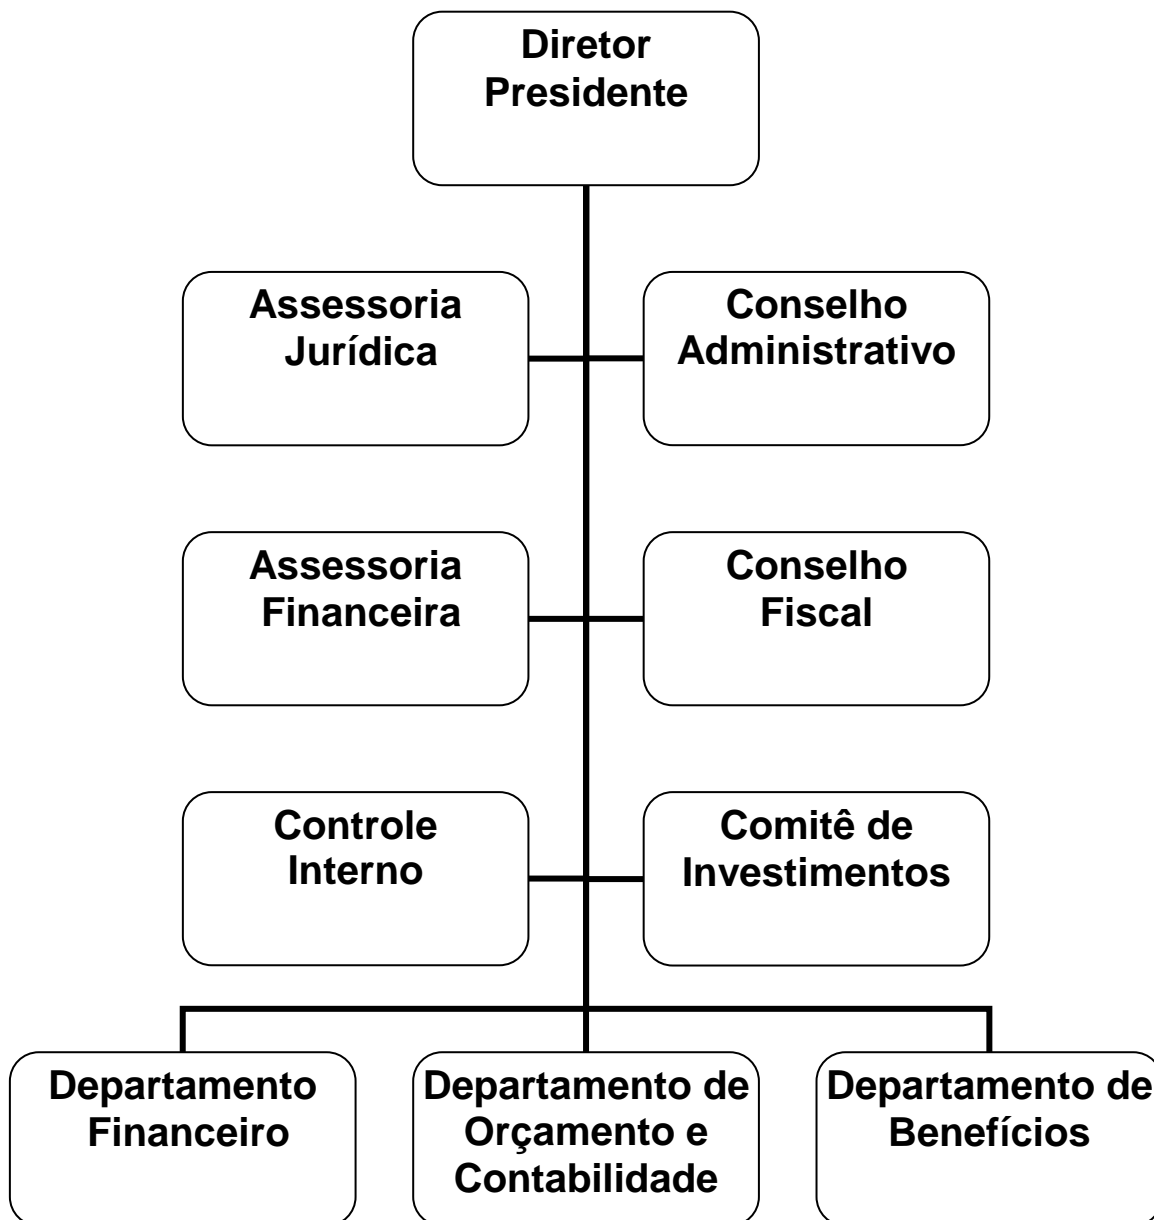 Diretor
Presidente
Assessoria
Jurídica
Conselho
Administrativo
Assessoria
Financeira
Conselho
Fiscal
Controle
Interno
Comitê de
Investimentos
Departamento
Financeiro
Departamento de
Orçamento e
Contabilidade
Departamento de
Benefícios